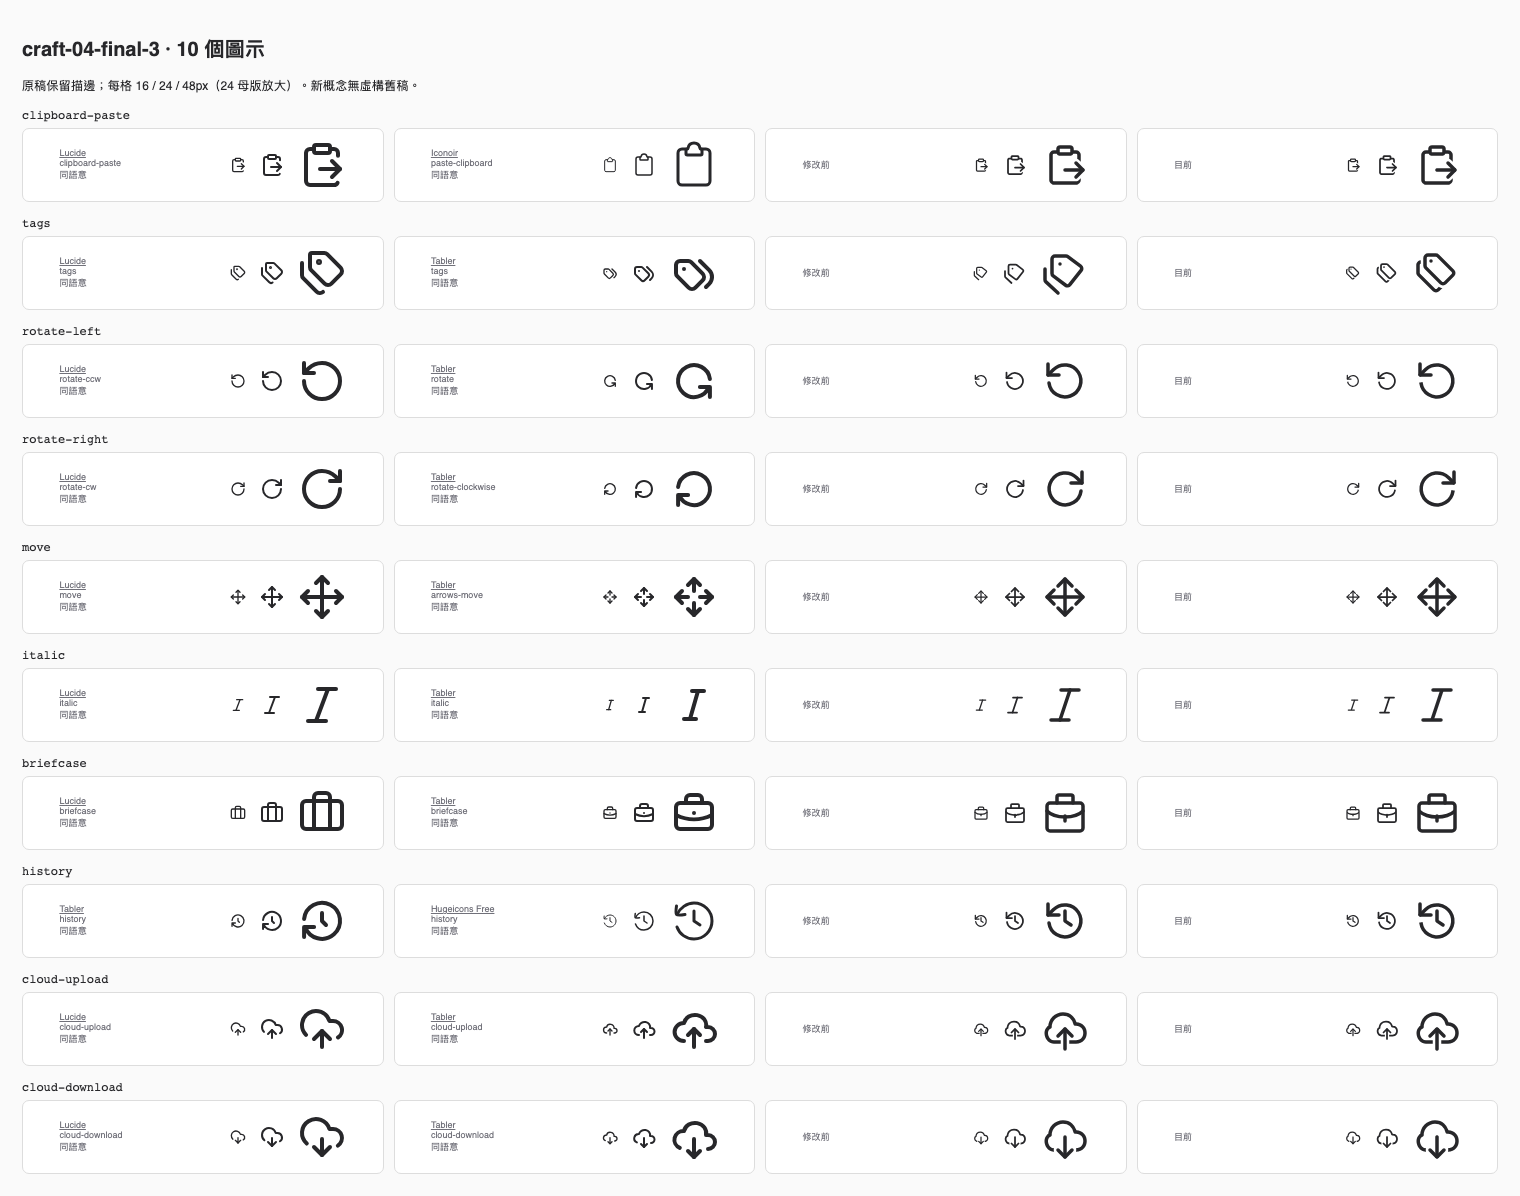 craft-04-final-3 · 10 個圖示
原稿保留描邊；每格 16 / 24 / 48px（24 母版放大）。新概念無虛構舊稿。
clipboard-paste
Lucide
clipboard-paste
同語意
Iconoir
paste-clipboard
同語意
修改前
目前
tags
Lucide
tags
同語意
Tabler
tags
同語意
修改前
目前
rotate-left
Lucide
rotate-ccw
同語意
Tabler
rotate
同語意
修改前
目前
rotate-right
Lucide
rotate-cw
同語意
Tabler
rotate-clockwise
同語意
修改前
目前
move
Lucide
move
同語意
Tabler
arrows-move
同語意
修改前
目前
italic
Lucide
italic
同語意
Tabler
italic
同語意
修改前
目前
briefcase
Lucide
briefcase
同語意
Tabler
briefcase
同語意
修改前
目前
history
Tabler
history
同語意
Hugeicons Free
history
同語意
修改前
目前
cloud-upload
Lucide
cloud-upload
同語意
Tabler
cloud-upload
同語意
修改前
目前
cloud-download
Lucide
cloud-download
同語意
Tabler
cloud-download
同語意
修改前
目前